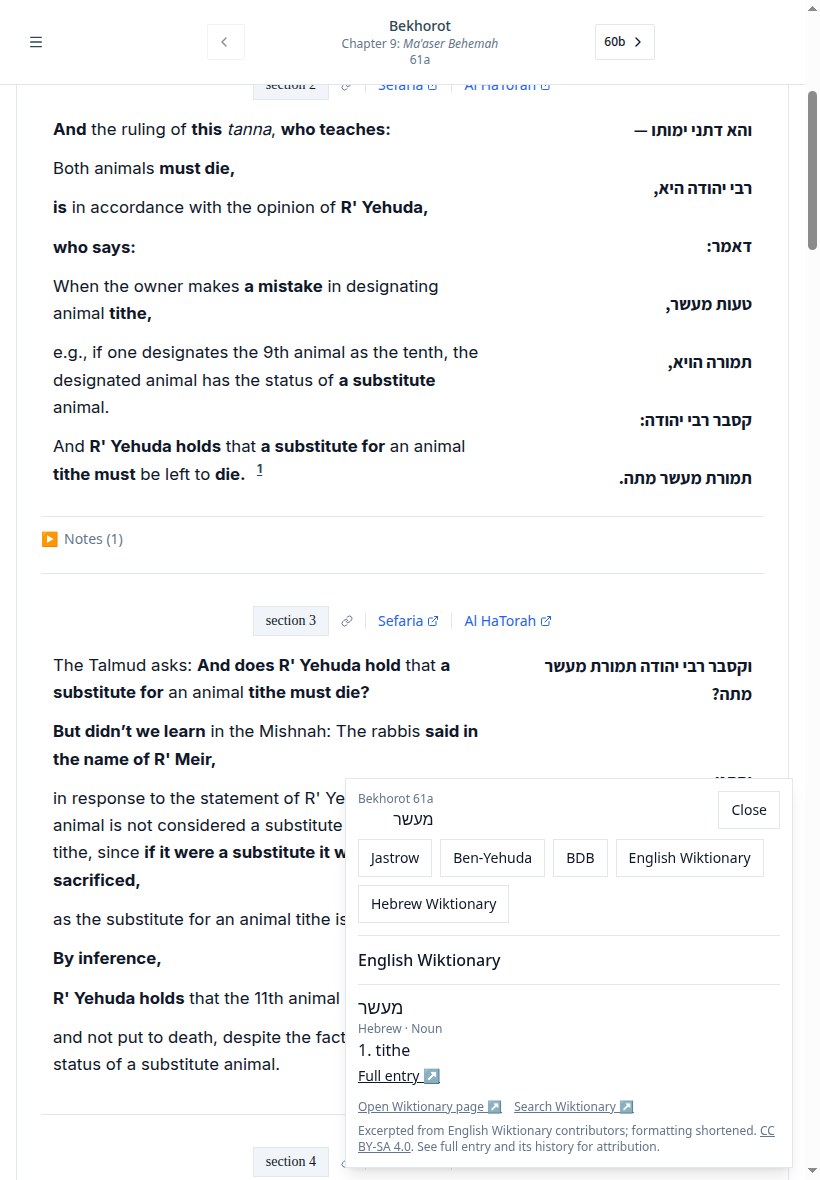 Bekhorot
Chapter 9: Ma'aser Behemah
61a
60b
section 2
Sefaria
Al HaTorah
And the ruling of this tanna, who teaches:
Both animals must die,
is in accordance with the opinion of R' Yehuda,
who says:
When the owner makes a mistake in designating
animal tithe,
e.g., if one designates the 9th animal as the tenth, the
designated animal has the status of a substitute
animal.
And R' Yehuda holds that a substitute for an animal
tithe must be left to die. 1
והא דתני ימותו —
רבי יהודה היא,
דאמר:
טעות מעשר,
תמורה הויא,
קסבר רבי יהודה:
תמורת מעשר מתה.
Notes (1)
section 3
Sefaria
Al HaTorah
The Talmud asks: And does R' Yehuda hold that a
substitute for an animal tithe must die?
But didn’t we learn in the Mishnah: The rabbis said in
the name of R' Meir,
in response to the statement of R' Ye
animal is not considered a substitute
tithe, since if it were a substitute it w
sacrificed,
as the substitute for an animal tithe is
By inference,
R' Yehuda holds that the 11th animal
and not put to death, despite the fact
status of a substitute animal.
וקסבר רבי יהודה תמורת מעשר
מתה?
section 4
Bekhorot 61a
מעשר
Close
Jastrow
Ben-Yehuda
BDB
English Wiktionary
Hebrew Wiktionary
English Wiktionary
מעשר
Hebrew · Noun
1. tithe
Full entry
Open Wiktionary page
Search Wiktionary
Excerpted from English Wiktionary contributors; formatting shortened. CC
BY-SA 4.0. See full entry and its history for attribution.